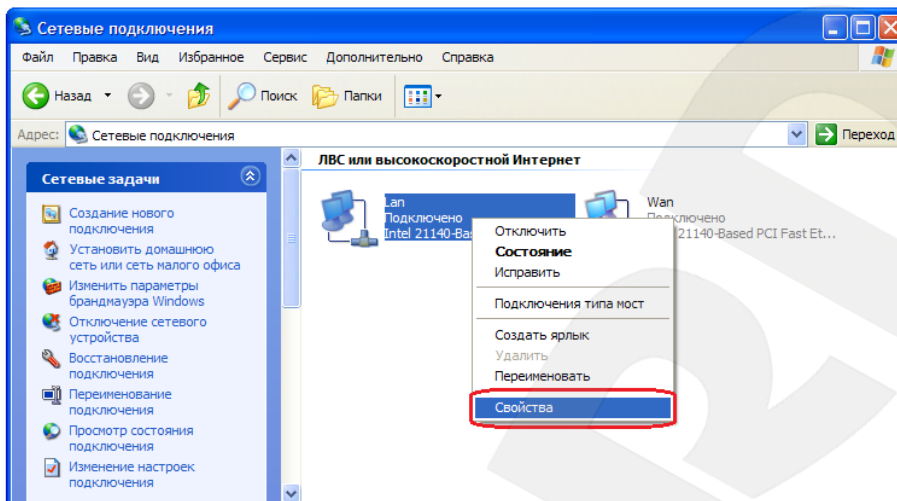 Сетевые подключения
Файл Правка Вид Избранное Сервис Дополнительно Справка
Назад Поиск Папки
Адрес: Сетевые подключения Переход
Сетевые задачи
Создание нового
подключения
Установить домашнюю
сеть или сеть малого офиса
Изменить параметры
брандмауэра Windows
Отключение сетевого
устройства
Восстановление
подключения
Переименование
подключения
Просмотр состояния
подключения
Изменение настроек
подключения
ЛВС или высокоскоростной Интернет
Lan
Подключено
Intel 21140-Bas
Wan
Подключено
21140-Based PCI Fast Et...
Отключить
Состояние
Исправить
Подключения типа мост
Создать ярлык
Удалить
Переименовать
Свойства